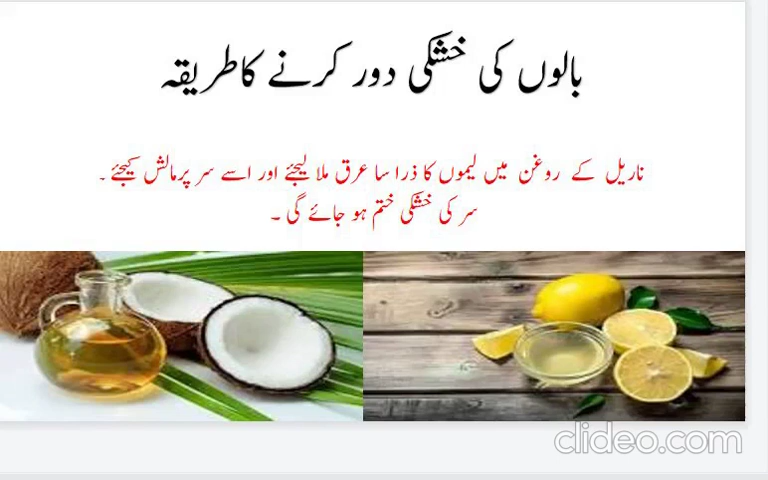 بالوں کی خشکی دور کرنے کا طریقہ
ناریل کے روغن میں لیموں کا ذرا سا عرق ملا لیجئے اور اسے سر پر مالش کیجئے ۔
سر کی خشکی ختم ہو جائے گی ۔
clideo.com